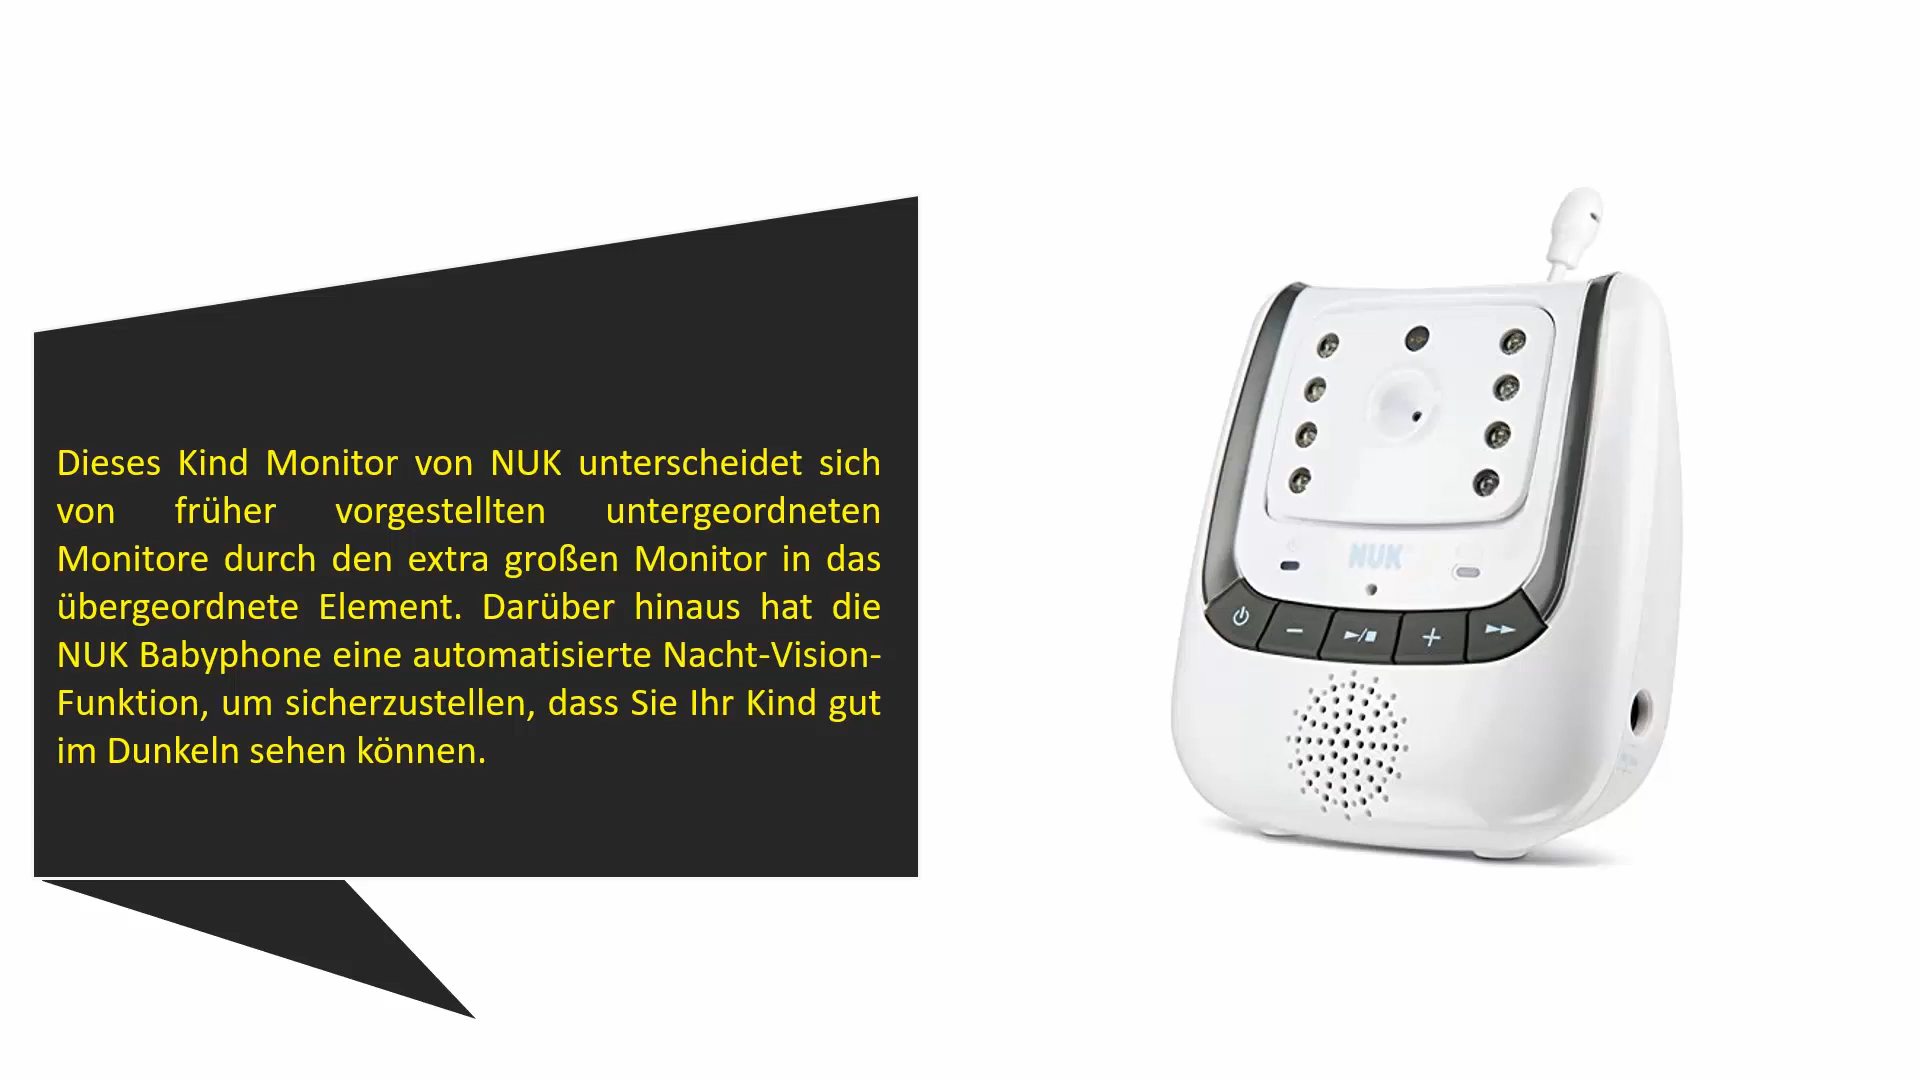 Dieses Kind Monitor von NUK unterscheidet sich
von früher vorgestellten untergeordneten
Monitore durch den extra großen Monitor in das
übergeordnete Element. Darüber hinaus hat die
NUK Babyphone eine automatisierte Nacht-Vision-
Funktion, um sicherzustellen, dass Sie Ihr Kind gut
im Dunkeln sehen können.
NUK